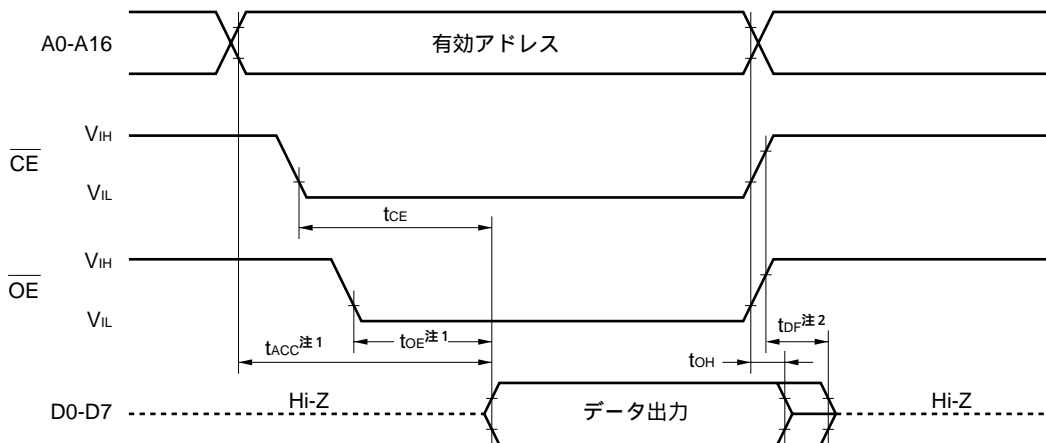 A0-A16
有効アドレス
VIH
CE
VIL
tCE
VIH
OE
VIL
tACC注1
tOE注1
tDF注2
tOH
D0-D7
Hi-Z
データ出力
Hi-Z